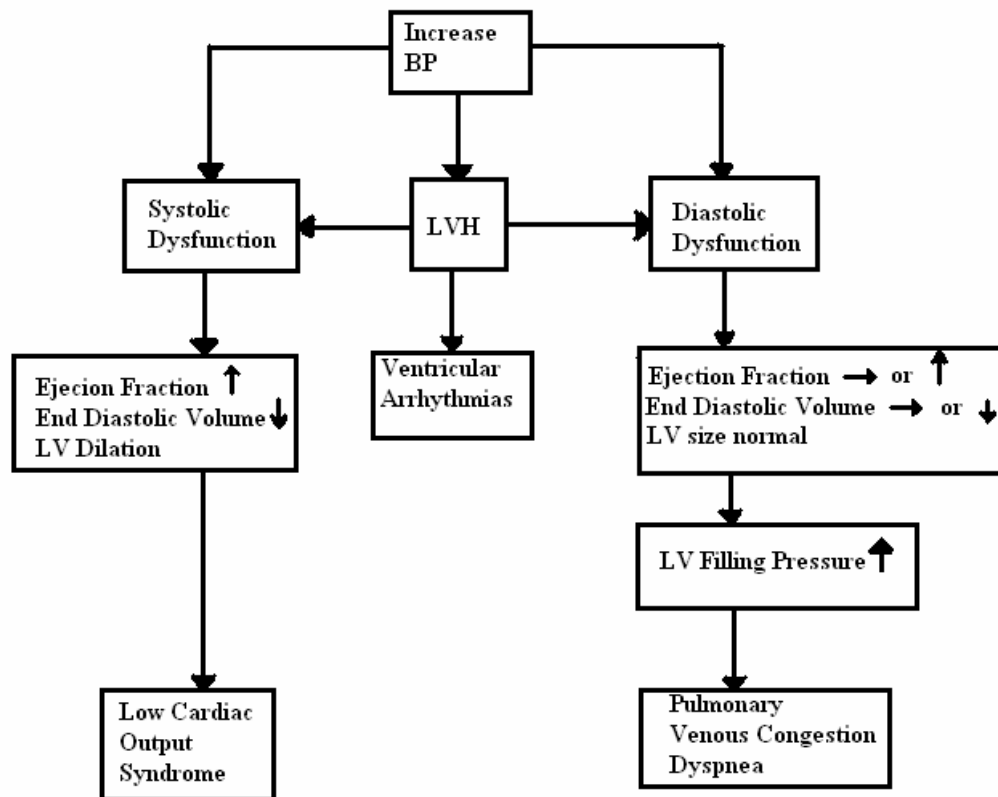 Increase
BP
Systolic
Dysfunction
LVH
Diastolic
Dysfunction
Ejecion Fraction ↑
End Diastolic Volume ↓
LV Dilation
Ventricular
Arrhythmias
Ejection Fraction → or ↑
End Diastolic Volume → or ↓
LV size normal
LV Filling Pressure ↑
Low Cardiac
Output
Syndrome
Pulmonary
Venous Congestion
Dyspnea